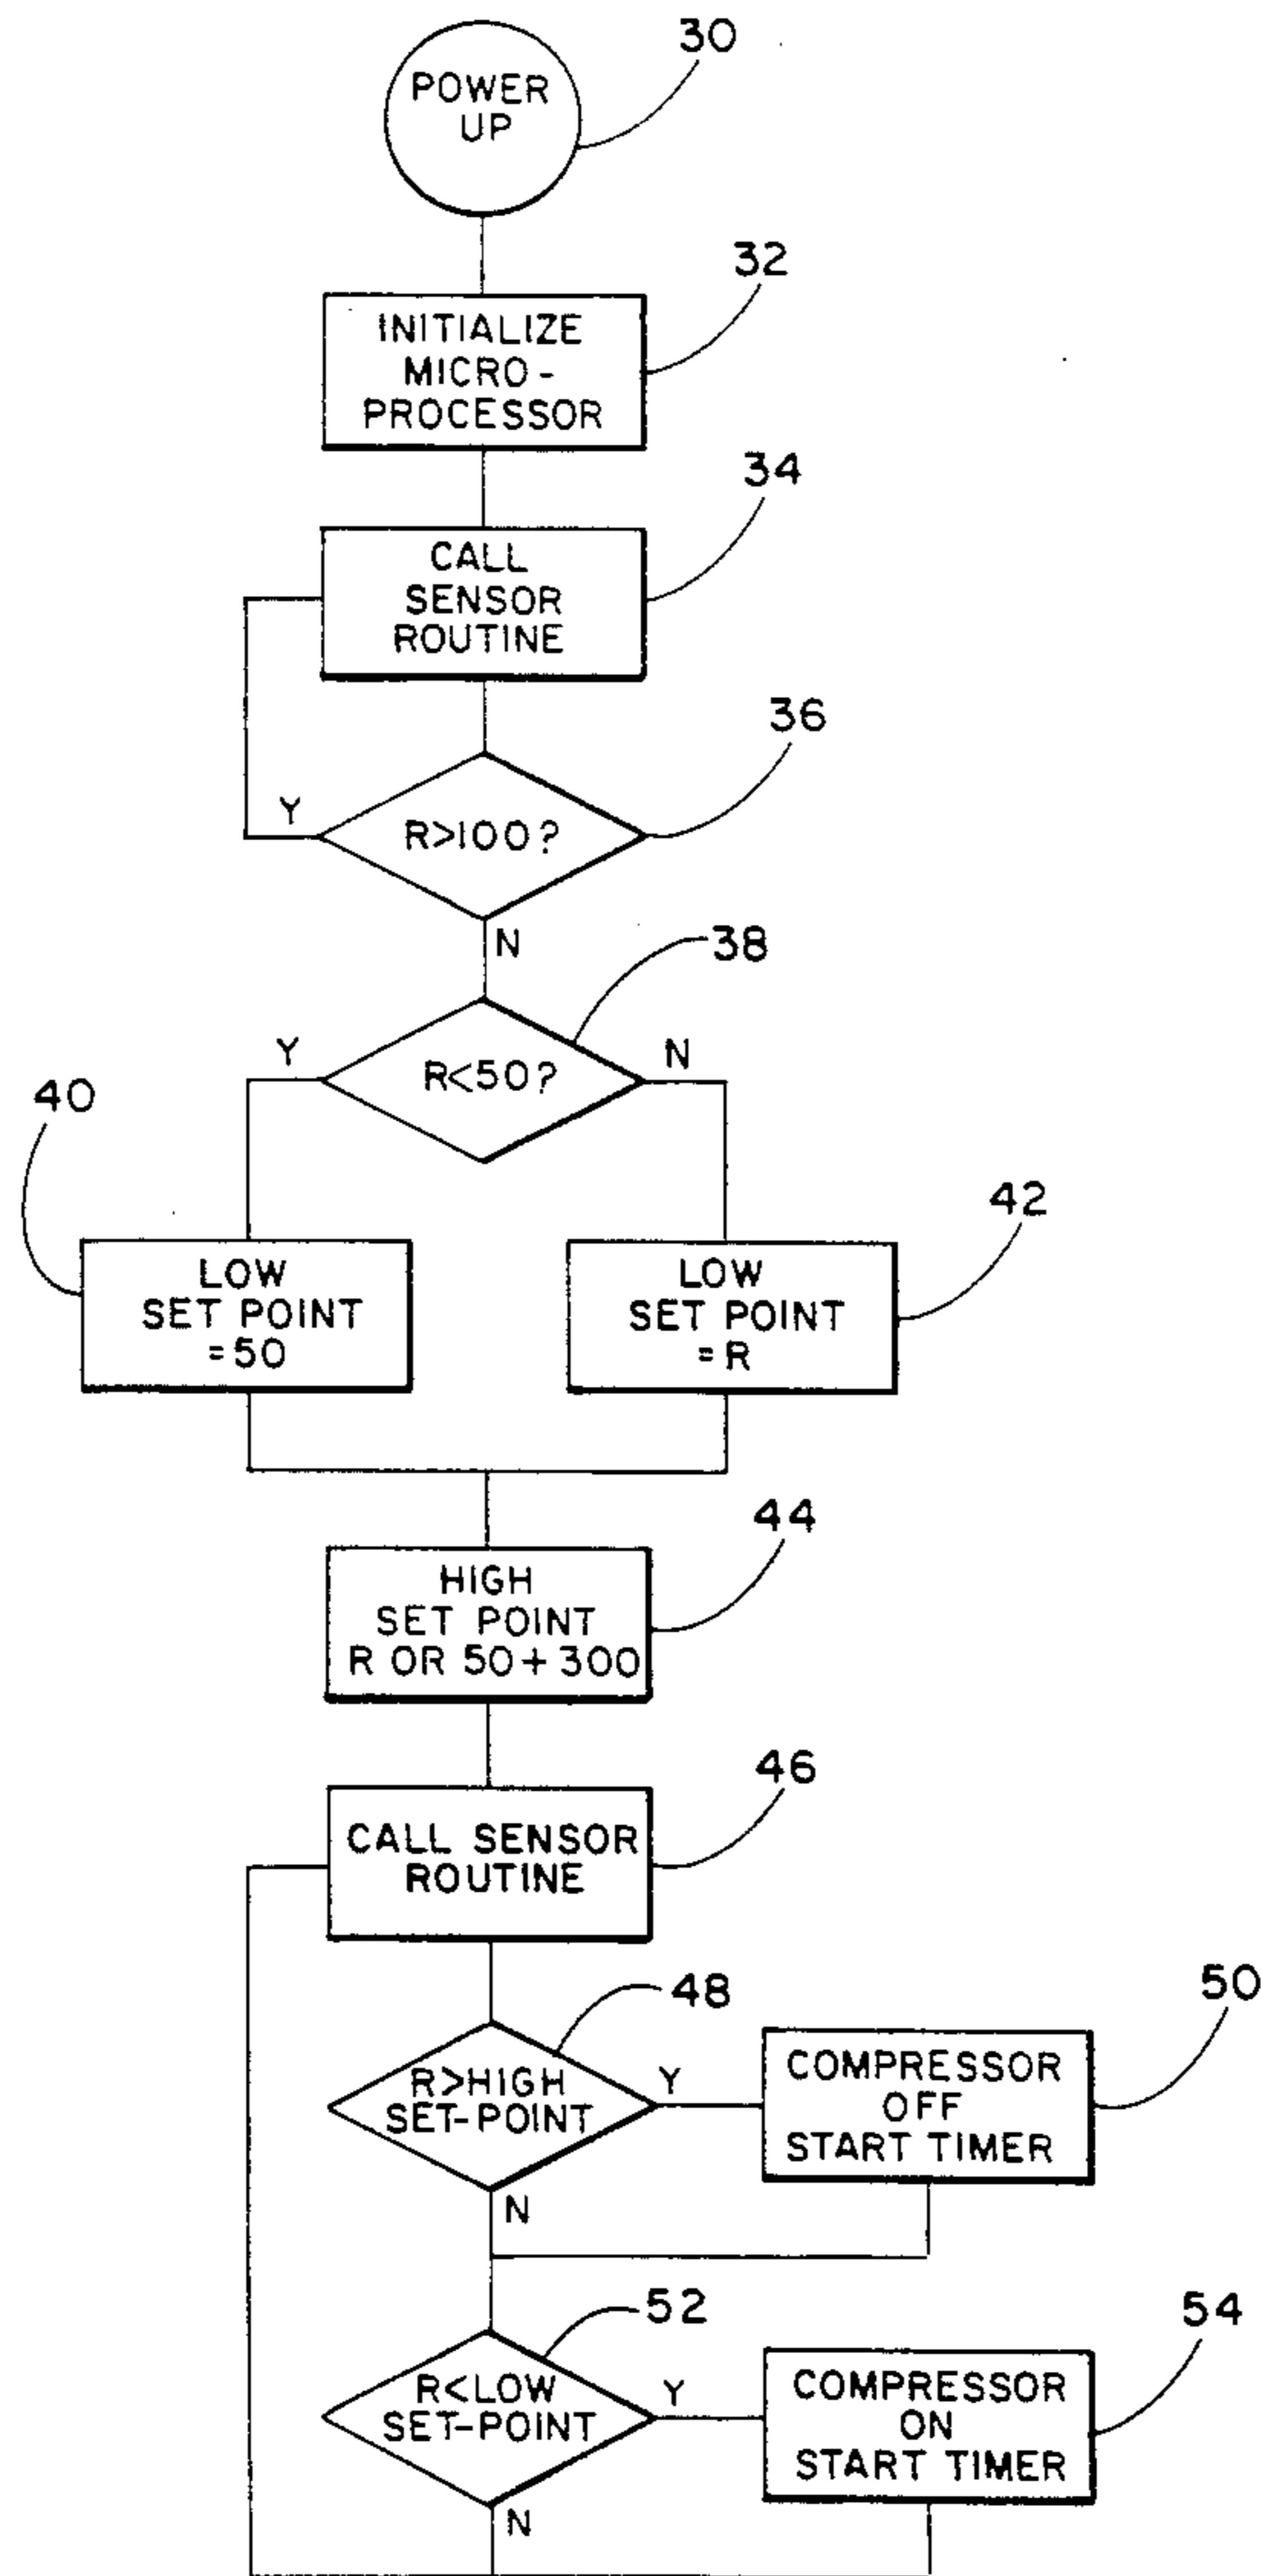 30
POWER
UP
32
INITIALIZE
MICRO-
PROCESSOR
34
CALL
SENSOR
ROUTINE
36
Y
R>100?
N
38
Y
R<50?
N
40
42
LOW
SET POINT
=50
LOW
SET POINT
=R
44
HIGH
SET POINT
R OR 50+300
46
CALL SENSOR
ROUTINE
48
50
R>HIGH
SET-POINT
Y
COMPRESSOR
OFF
START TIMER
N
52
54
R<LOW
SET-POINT
Y
COMPRESSOR
ON
START TIMER
N